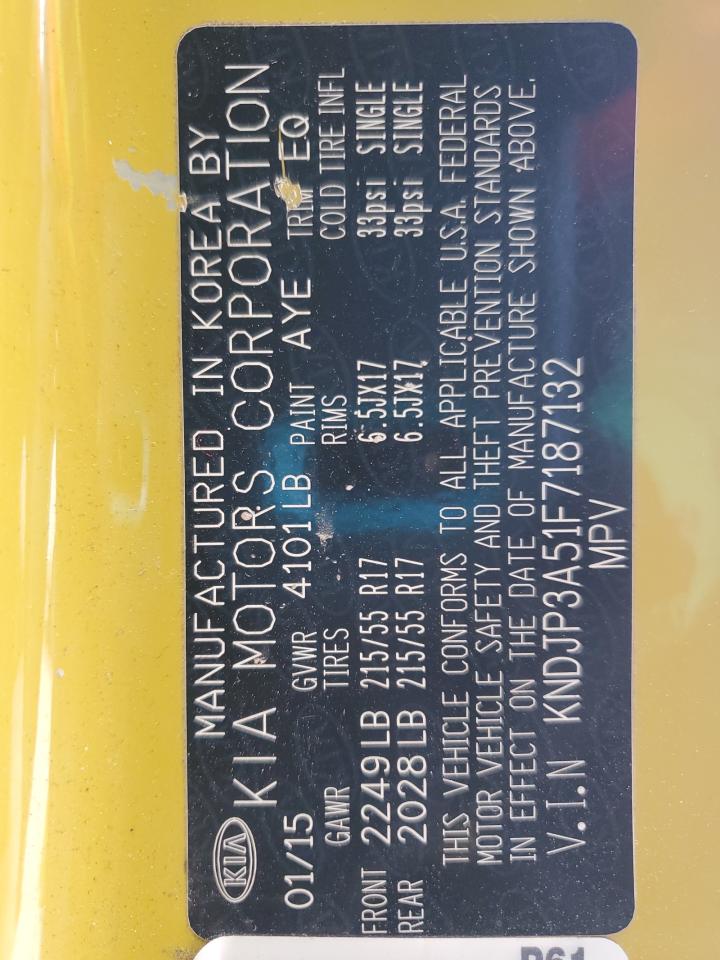 MANUFACTURED IN KOREA BY
KIA KIA MOTORS CORPORATION
01/15 GVWR 4101LB PAINT AYE TRIM EQ
GAWR TIRES RIMS COLD TIRE INFL
FRONT 2249LB 215/55 R17 6.5JX17 33psi SINGLE
REAR 2028LB 215/55 R17 6.5JX17 33psi SINGLE
THIS VEHICLE CONFORMS TO ALL APPLICABLE U.S.A. FEDERAL
MOTOR VEHICLE SAFETY AND THEFT PREVENTION STANDARDS
IN EFFECT ON THE DATE OF MANUFACTURE SHOWN ABOVE.
V.I.N KNDJP3A51F7187132
MPV